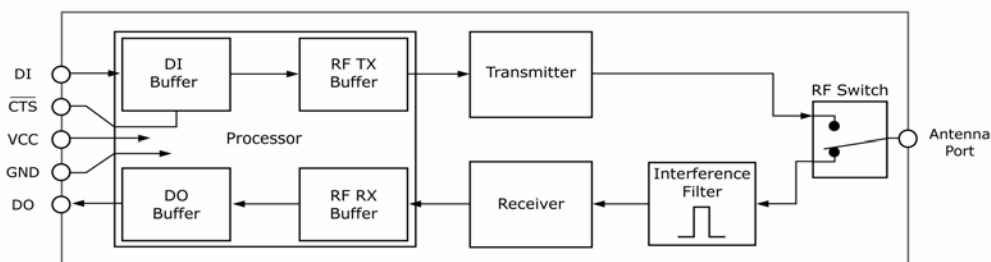 DI
CTS
VCC
GND
DO
DI
Buffer
RF TX
Buffer
Processor
DO
Buffer
RF RX
Buffer
Transmitter
Receiver
Interference
Filter
RF Switch
Antenna
Port